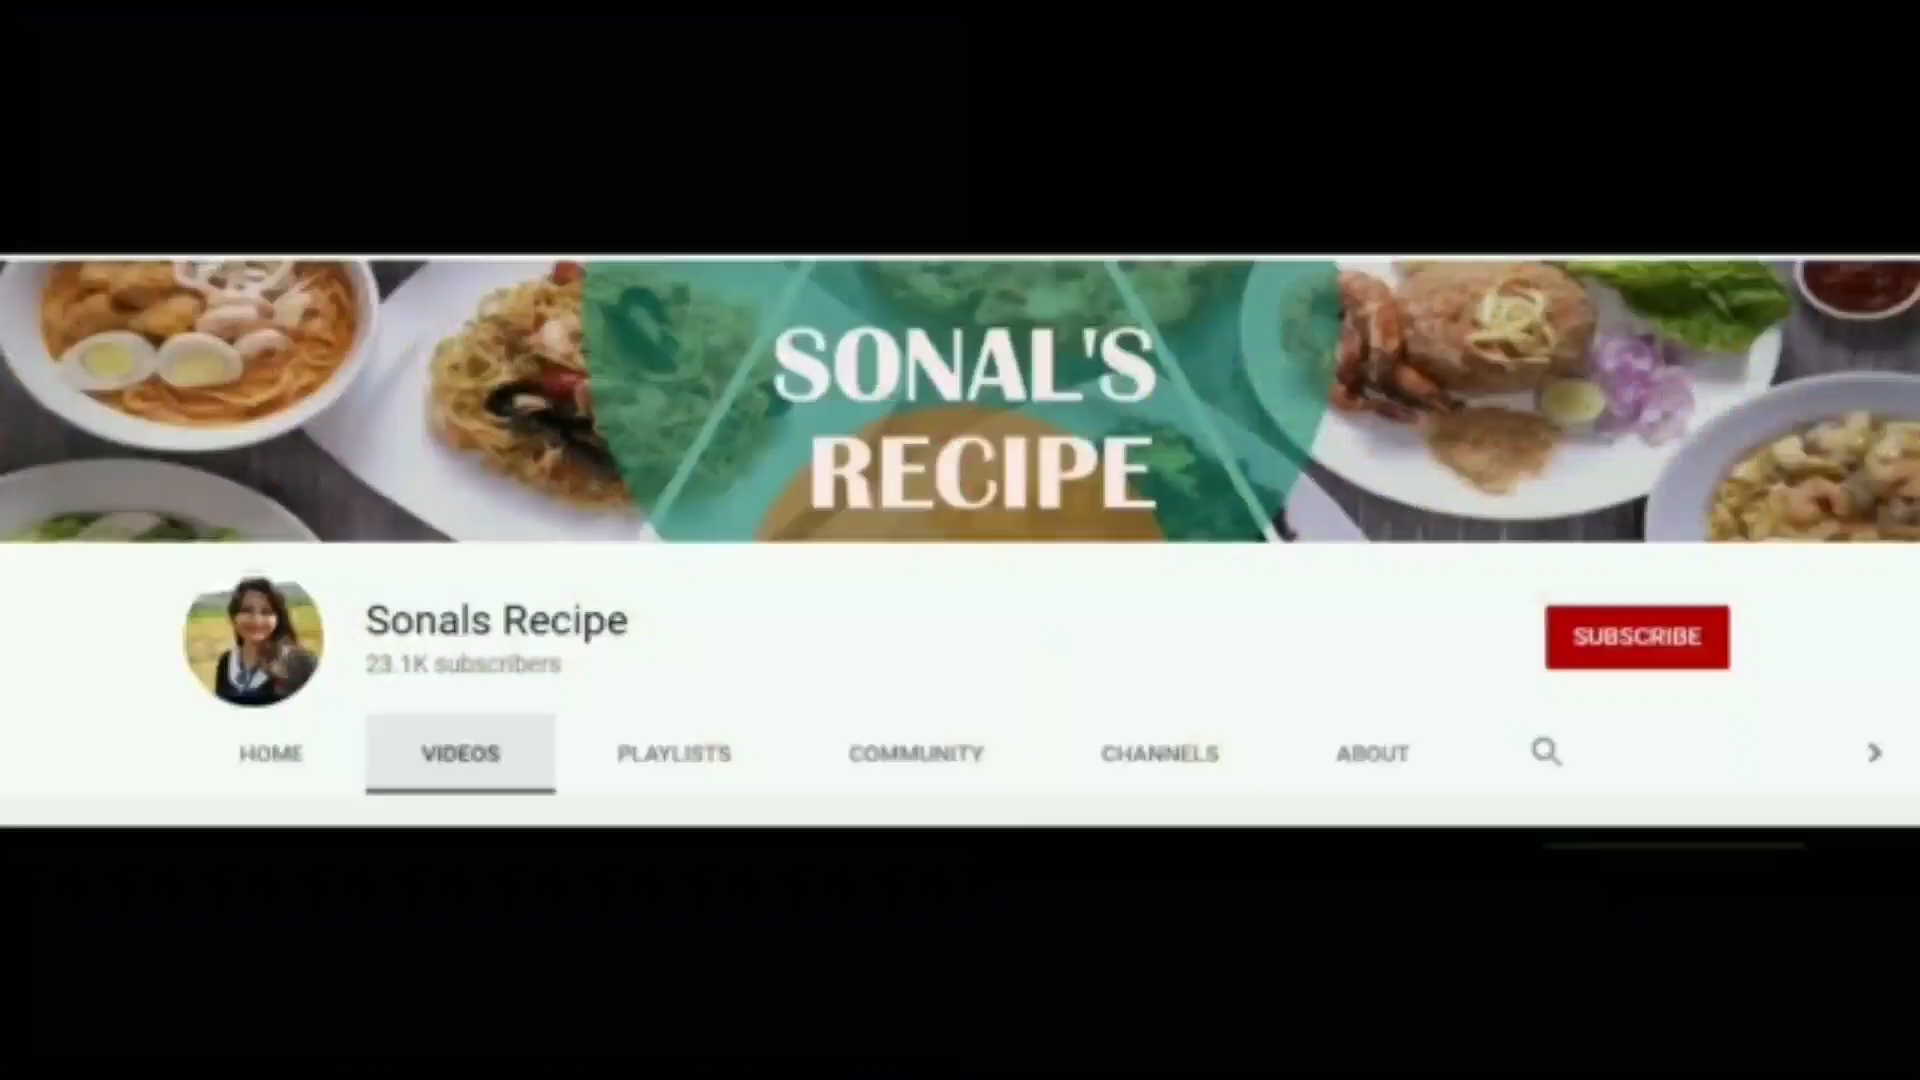 SONAL'S
RECIPE
Sonals Recipe
23.1K subscribers
SUBSCRIBE
HOME
VIDEOS
PLAYLISTS
COMMUNITY
CHANNELS
ABOUT